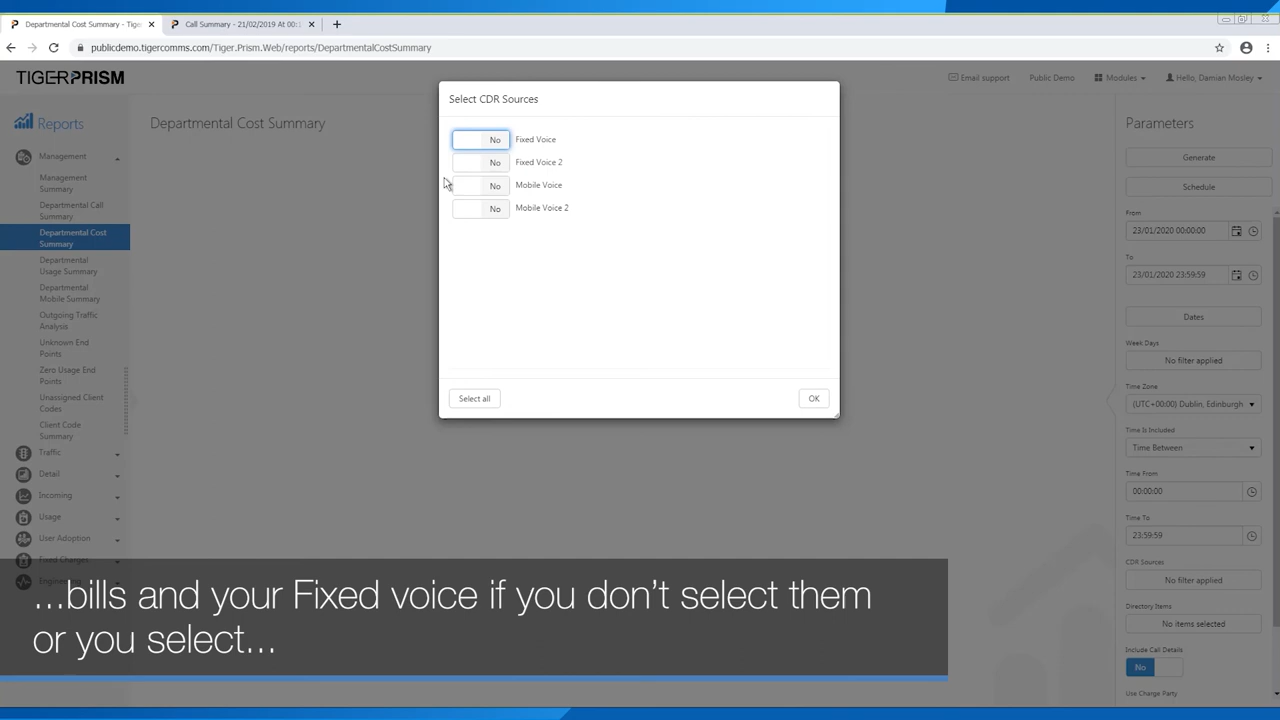 Departmental Cost Summary - Tige
Call Summary - 21/02/2019 At 00:
publicdemo.tigercomms.com/Tiger.Prism.Web/reports/DepartmentalCostSummary
TIGERPRISM
Email support
Public Demo
Modules
Hello, Damian Mosley
Reports
Management
Management
Summary
Departmental Call
Summary
Departmental Cost
Summary
Departmental
Usage Summary
Departmental
Mobile Summary
Outgoing Traffic
Analysis
Unknown End
Points
Zero Usage End
Points
Unassigned Client
Codes
Client Code
Summary
Traffic
Detail
Incoming
Usage
User Adoption
Fixed Charges
Departmental Cost Summary
Select CDR Sources
No Fixed Voice
No Fixed Voice 2
No Mobile Voice
No Mobile Voice 2
Select all
OK
Parameters
Generate
Schedule
From
23/01/2020 00:00:00
To
23/01/2020 23:59:59
Dates
Week Days
No filter applied
Time Zone
(UTC+00:00) Dublin, Edinburgh
Time Is Included
Time Between
Time From
00:00:00
Time To
23:59:59
CDR Sources
No filter applied
Directory Items
No items selected
Include Call Details
No
Use Charge Party
...bills and your Fixed voice if you don't select them
or you select...